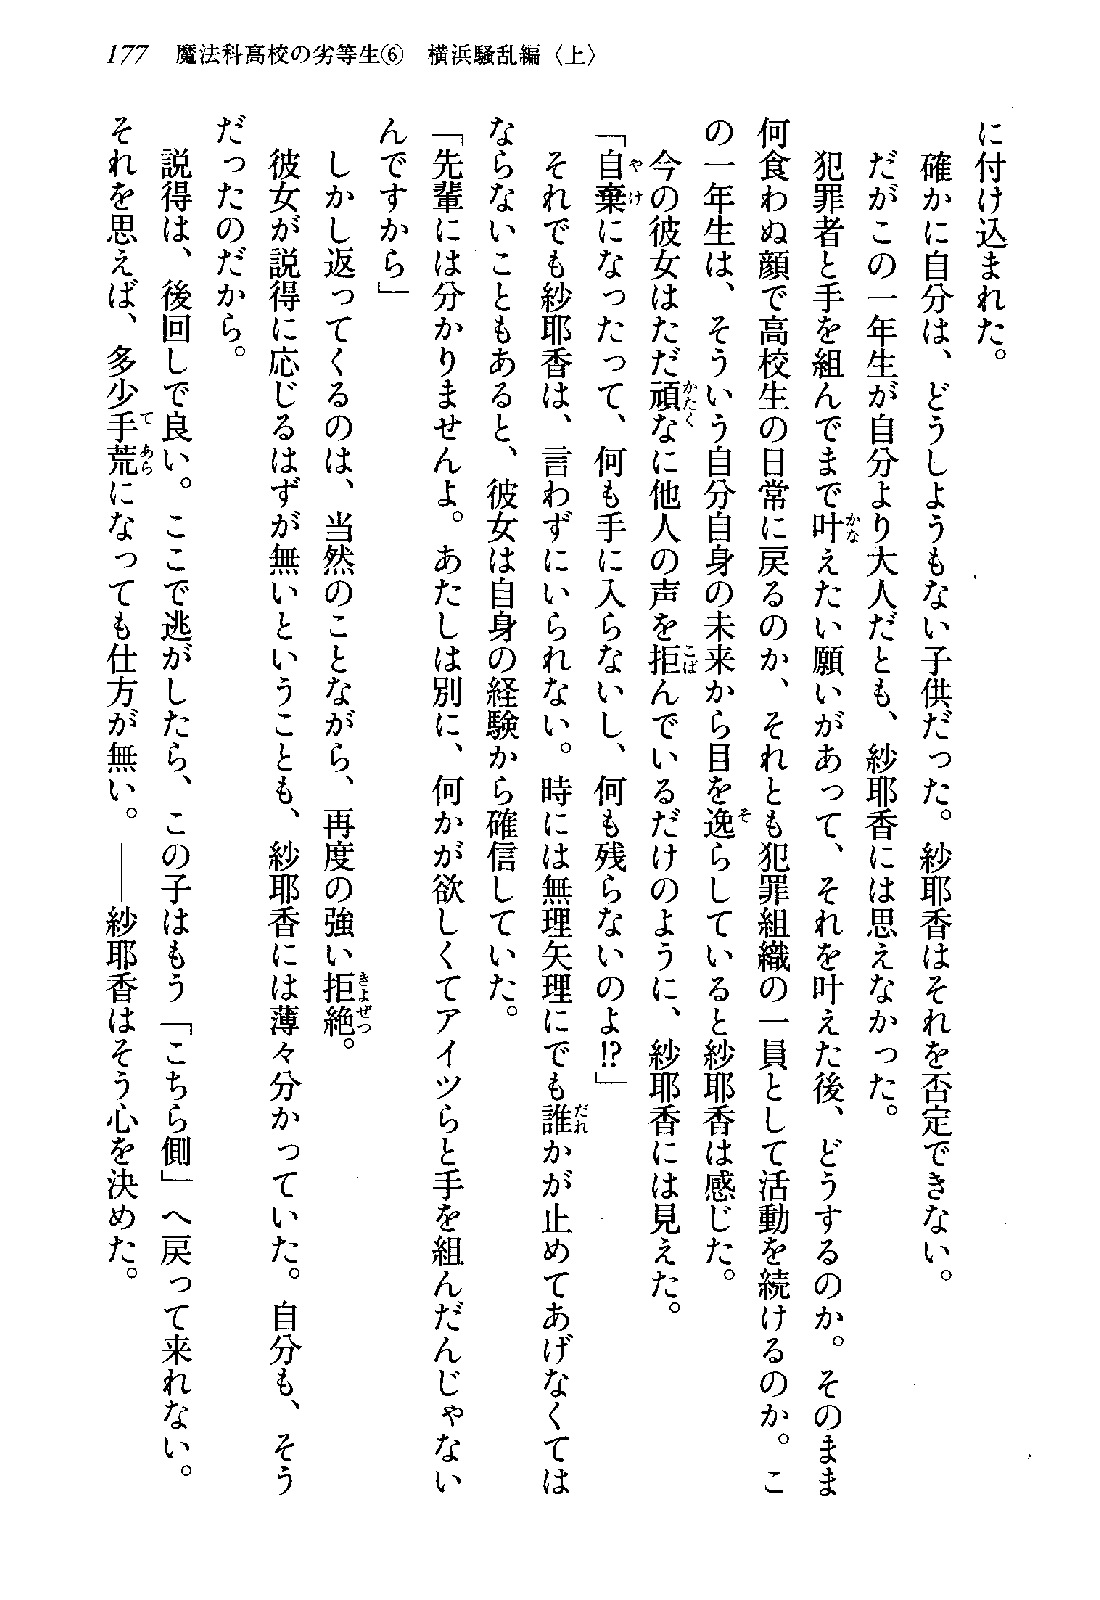 177 魔法科高校の劣等生⑥ 横浜騒乱編〈上〉
に付け込まれた。
確かに自分は、どうしようもない子供だった。紗耶香はそれを否定できない。
だがこの一年生が自分より大人だとも、紗耶香には思えなかった。
犯罪者と手を組んでまで叶えたい願いがあって、それを叶えた後、どうするのか。そのまま
何食わぬ顔で高校生の日常に戻るのか、それとも犯罪組織の一員として活動を続けるのか。こ
の一年生は、そういう自分自身の未来から目を逸らしていると紗耶香は感じた。
今の彼女はただ頑なに他人の声を拒んでいるだけのように、紗耶香には見えた。
「自棄になったって、何も手に入らないし、何も残らないのよ!?」
それでも紗耶香は、言わずにいられない。時には無理矢理にでも誰かが止めてあげなくては
ならないこともあると、彼女は自身の経験から確信していた。
「先輩には分かりませんよ。あたしは別に、何かが欲しくてアイツらと手を組んだんじゃない
んですから」
しかし返ってくるのは、当然のことながら、再度の強い拒絶。
彼女が説得に応じるはずが無いということも、紗耶香には薄々分かっていた。自分も、そう
だったのだから。
説得は、後回しで良い。ここで逃がしたら、この子はもう「こちら側」へ戻って来れない。
それを思えば、多少手荒になっても仕方が無い。――紗耶香はそう心を決めた。